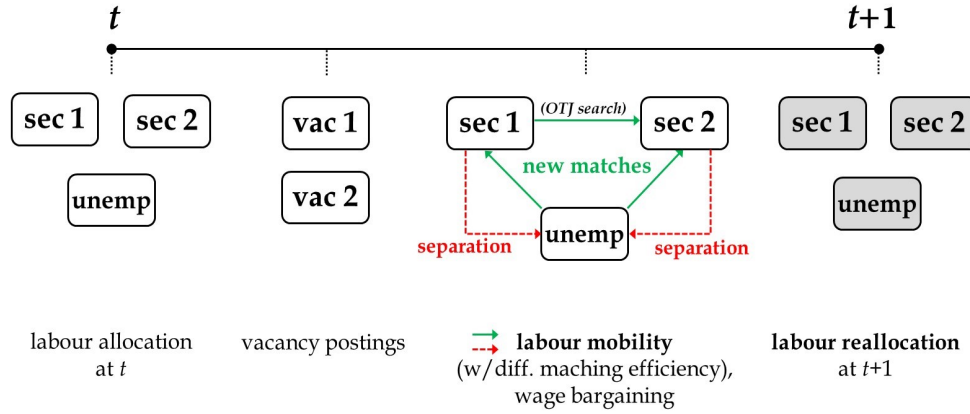 t
t+1
sec 1
sec 2
unemp
vac 1
vac 2
sec 1
(OTJ search)
sec 2
new matches
unemp
separation
separation
sec 1
sec 2
unemp
labour allocation
at t
vacancy postings
labour mobility
(w/diff. maching efficiency),
wage bargaining
labour reallocation
at t+1